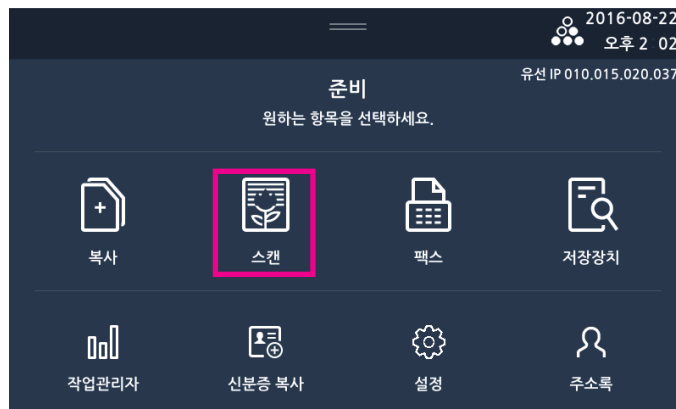 2016-08-22
오후 2 02
유선 IP 010.015.020.037
준비
원하는 항목을 선택하세요.
복사 스캔 팩스 저장장치
작업관리자 신분증 복사 설정 주소록